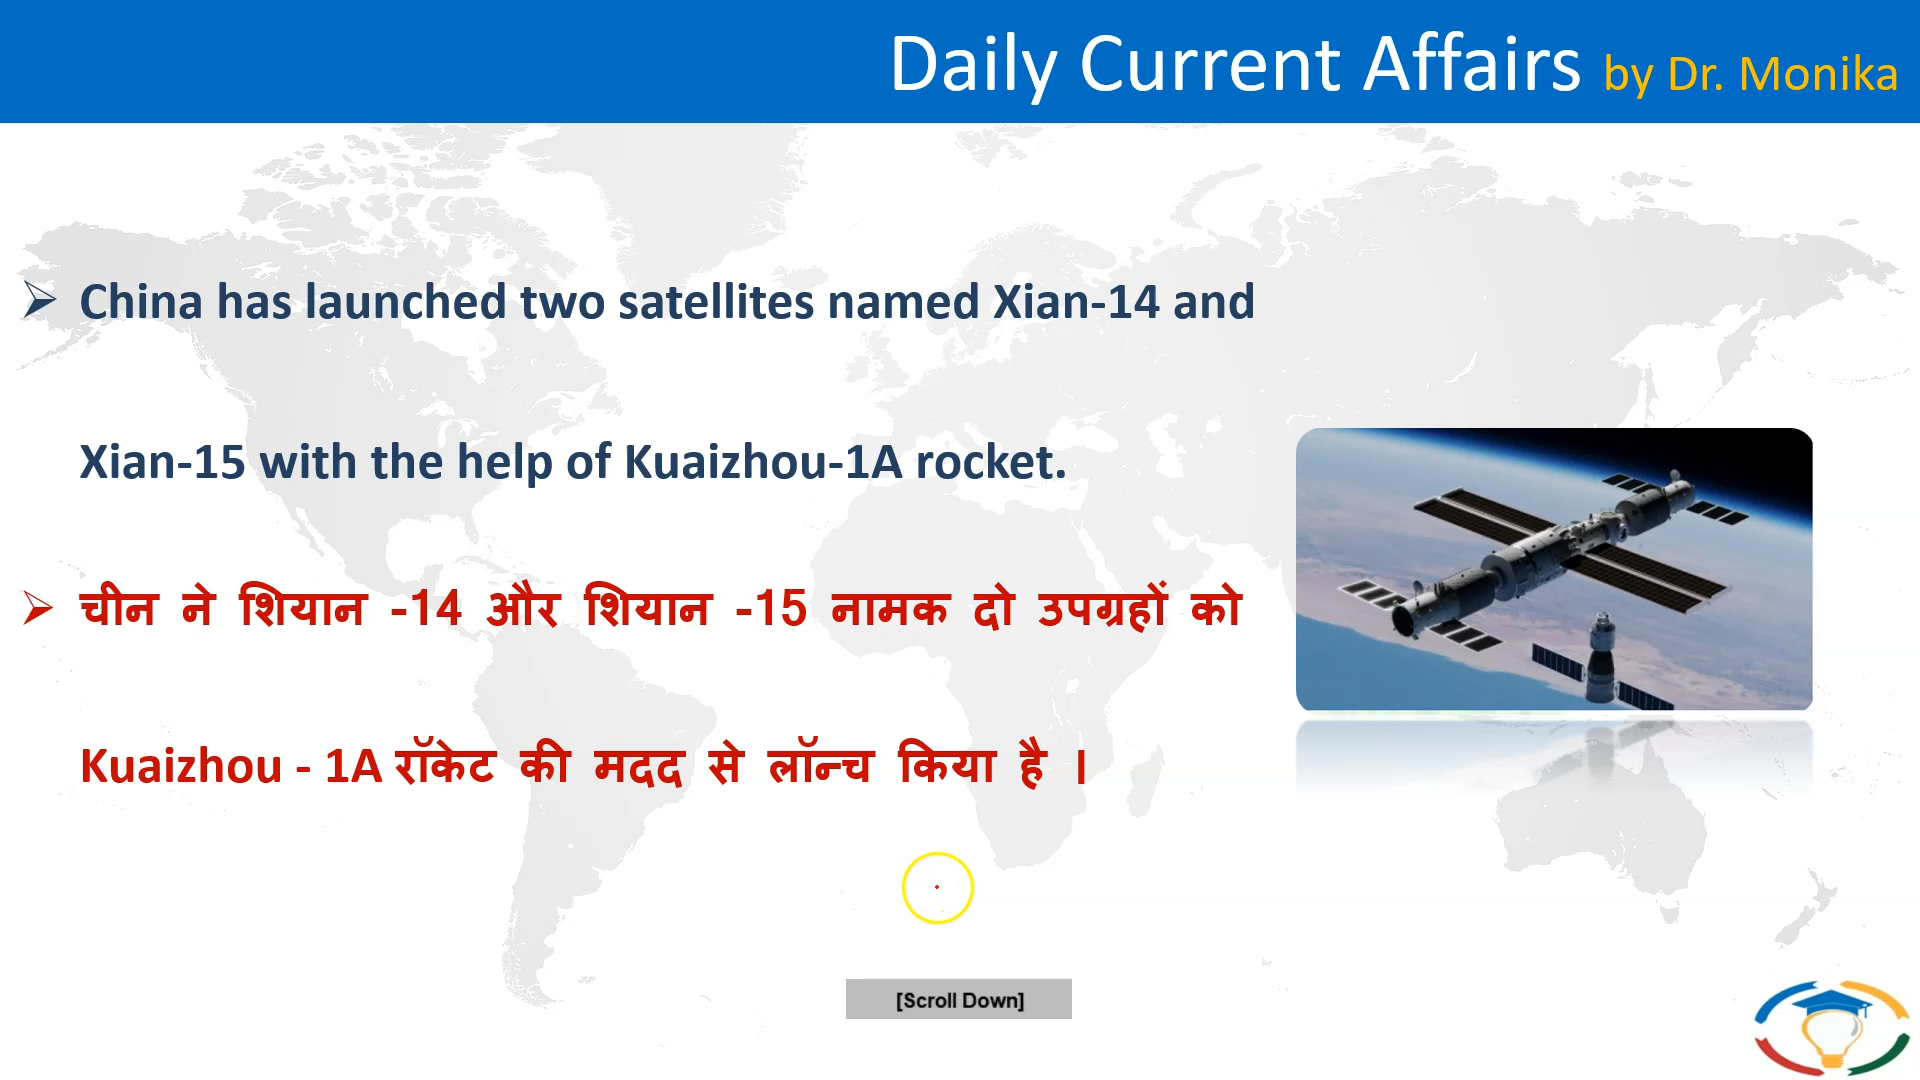 Daily Current Affairs by Dr. Monika
➢ China has launched two satellites named Xian-14 and
Xian-15 with the help of Kuaizhou-1A rocket.
➢ चीन ने शियान -14 और शियान -15 नामक दो उपग्रहों को
Kuaizhou - 1A रॉकेट की मदद से लॉन्च किया है ।
[Scroll Down]